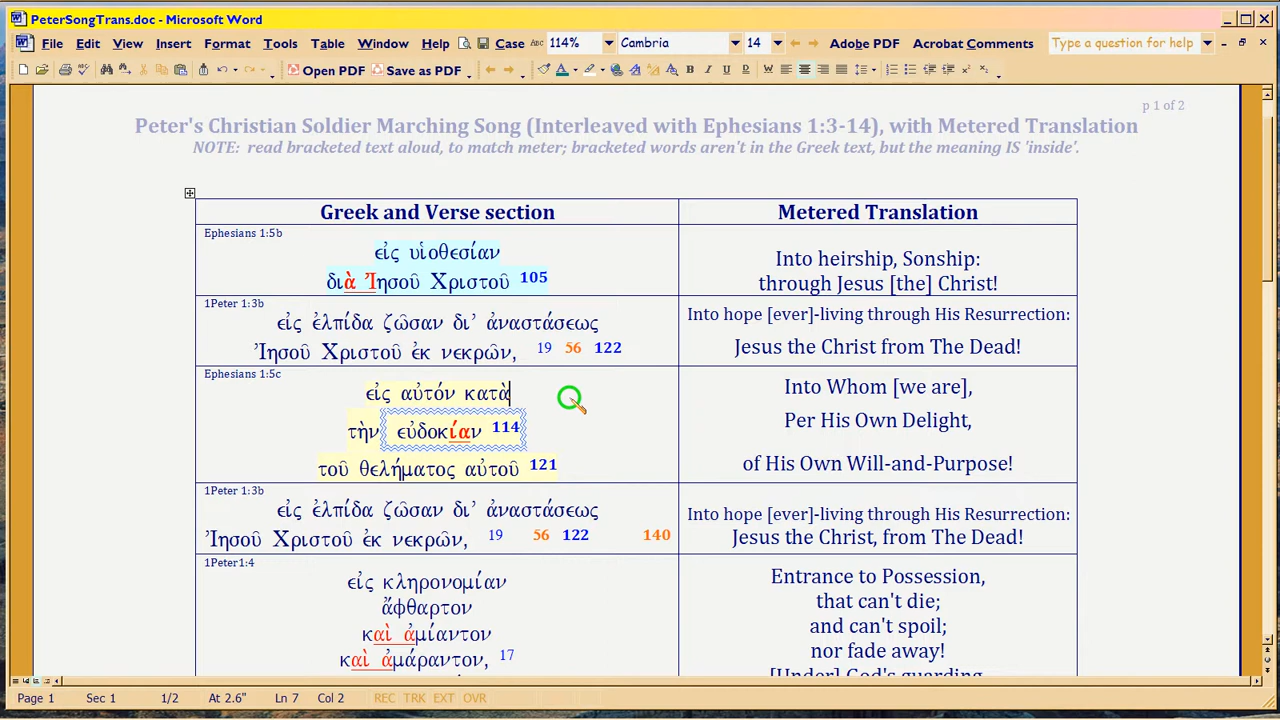 PeterSongTrans.doc - Microsoft Word
File Edit View Insert Format Tools Table Window Help Case 114% Cambria 14 Adobe PDF Acrobat Comments Type a question for help
Open PDF Save as PDF B I U W
p 1 of 2
Peter's Christian Soldier Marching Song (Interleaved with Ephesians 1:3-14), with Metered Translation
NOTE: read bracketed text aloud, to match meter; bracketed words aren't in the Greek text, but the meaning IS 'inside'.
Greek and Verse section
Metered Translation
Ephesians 1:5b
εἰς υἱοθεσίαν
διὰ Ἰησοῦ Χριστοῦ 105
Into heirship, Sonship:
through Jesus [the] Christ!
1Peter 1:3b
εἰς ἐλπίδα ζῶσαν δι’ ἀναστάσεως
Ἰησοῦ Χριστοῦ ἐκ νεκρῶν, 19 56 122
Into hope [ever]-living through His Resurrection:
Jesus the Christ from The Dead!
Ephesians 1:5c
εἰς αὐτόν κατὰ
τὴν εὐδοκίαν 114
τοῦ θελήματος αὐτοῦ 121
Into Whom [we are],
Per His Own Delight,
of His Own Will-and-Purpose!
1Peter 1:3b
εἰς ἐλπίδα ζῶσαν δι’ ἀναστάσεως
Ἰησοῦ Χριστοῦ ἐκ νεκρῶν, 19 56 122 140
Into hope [ever]-living through His Resurrection:
Jesus the Christ, from The Dead!
1Peter1:4
εἰς κληρονομίαν
ἄφθαρτον
καὶ ἀμίαντον
καὶ ἀμάραντον, 17
Entrance to Possession,
that can't die;
and can't spoil;
nor fade away!
[Under] God's guarding
Page 1 Sec 1 1/2 At 2.6" Ln 7 Col 2 REC TRK EXT OVR